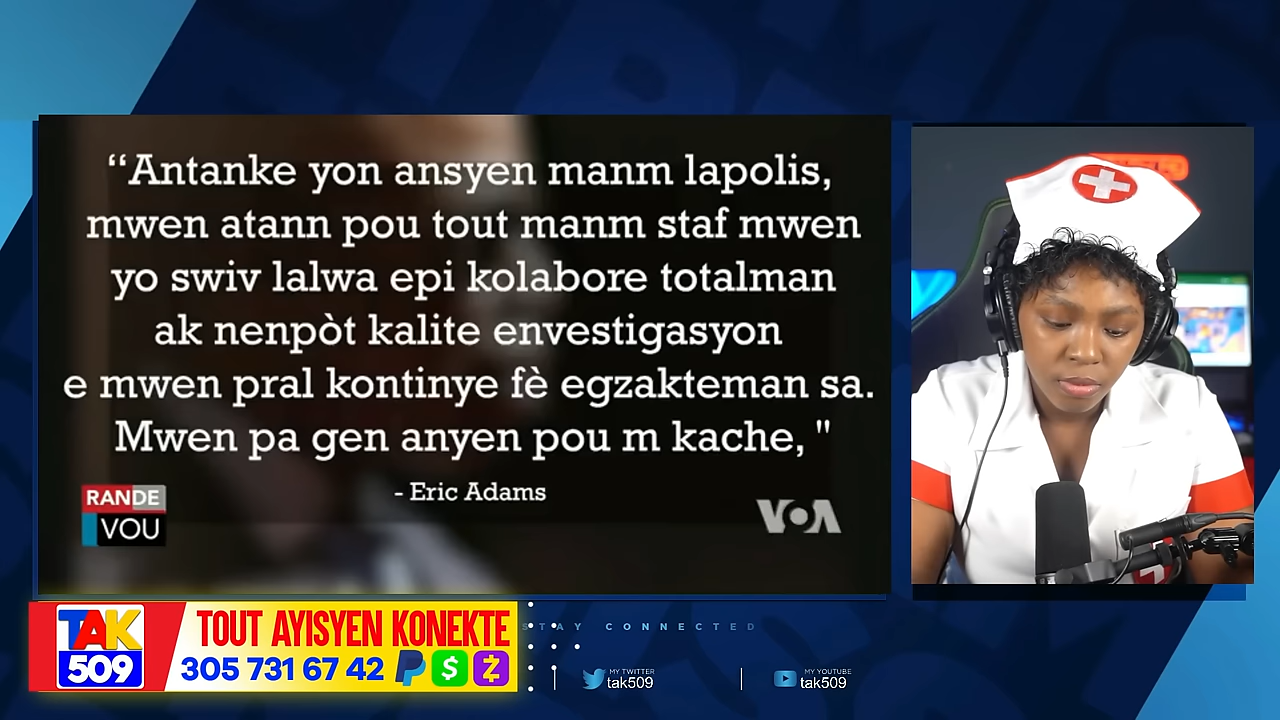 “Antanke yon ansyen manm lapolis,
mwen atann pou tout manm staf mwen
yo swiv lalwa epi kolabore totalman
ak nenpòt kalite envestigasyon
e mwen pral kontinye fè egzakteman sa.
Mwen pa gen anyen pou m kache, "
- Eric Adams
RANDE
VOU
VOA
TAK
509
TOUT AYISYEN KONEKTE
305 731 67 42
STAY CONNECTED
MY TWITTER
tak509
MY YOUTUBE
tak509